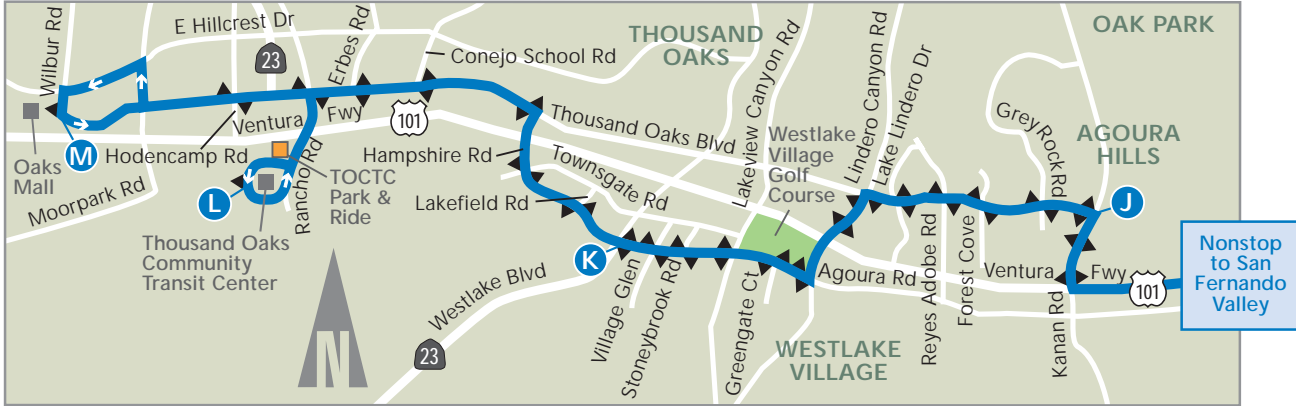 Wilbur Rd
E Hillcrest Dr
23
Erbes Rd
Conejo School Rd
THOUSAND
OAKS
Lakeview Canyon Rd
Lindero Canyon Rd
Lake Lindero Dr
OAK PARK
Oaks
Mall
M
Hodencamp Rd
Moorpark Rd
Ventura
Fwy
101
Rancho Rd
L
TOCTC
Park &
Ride
Thousand Oaks
Community
Transit Center
Hampshire Rd
Thousand Oaks Blvd
Townsgate Rd
Lakefield Rd
Westlake
Village
Golf
Course
GreyRock Rd
AGOURA
HILLS
J
K
Westlake Blvd
23
Village Glen
Stoneybrook Rd
Greengate Ct
Agoura Rd
WESTLAKE
VILLAGE
Reyes Adobe Rd
Forest Cove
Ventura
Fwy
Kanan Rd
101
Nonstop
to San
Fernando
Valley
N